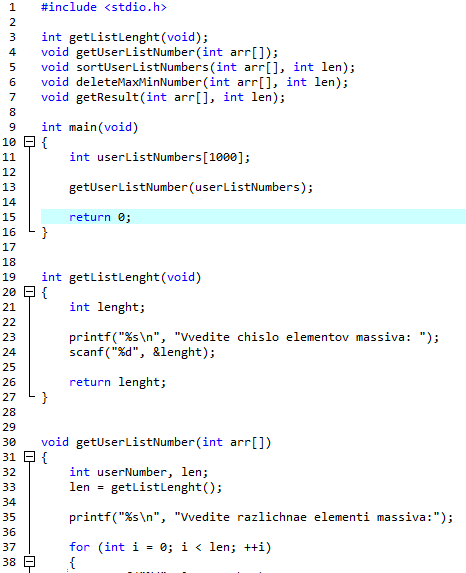 1 #include <stdio.h>
2
3 int getListLenght(void);
4 void getUserListNumber(int arr[]);
5 void sortUserListNumbers(int arr[], int len);
6 void deleteMaxMinNumber(int arr[], int len);
7 void getResult(int arr[], int len);
8
9 int main(void)
10 {
11     int userListNumbers[1000];
12
13     getUserListNumber(userListNumbers);
14
15     return 0;
16 }
17
18
19 int getListLenght(void)
20 {
21     int lenght;
22
23     printf("%s\n", "Vvedite chislo elementov massiva: ");
24     scanf("%d", &lenght);
25
26     return lenght;
27 }
28
29
30 void getUserListNumber(int arr[])
31 {
32     int userNumber, len;
33     len = getListLenght();
34
35     printf("%s\n", "Vvedite razlichnae elementi massiva:");
36
37     for (int i = 0; i < len; ++i)
38     {